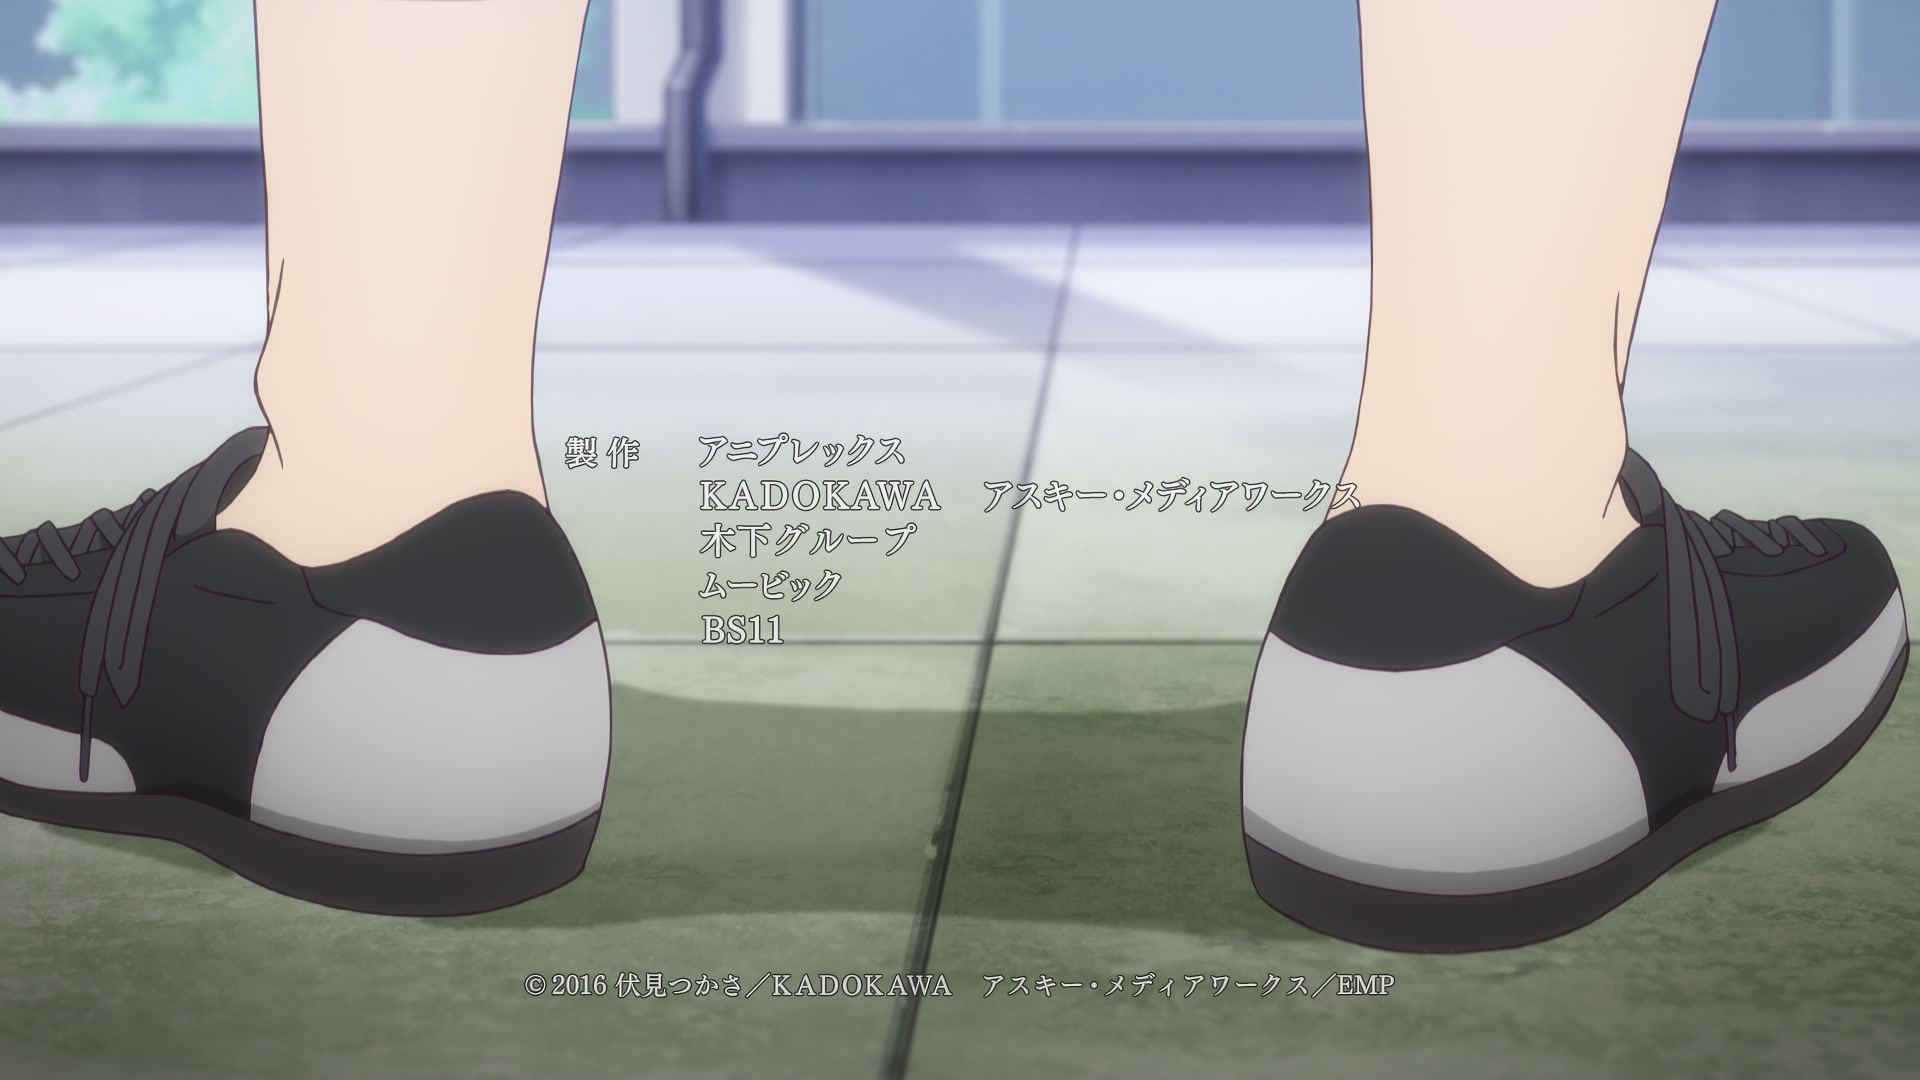 製作　アニプレックス
KADOKAWA　アスキー・メディアワークス
木下グループ
ムービック
BS11
©2016 伏見つかさ／KADOKAWA　アスキー・メディアワークス／EMP